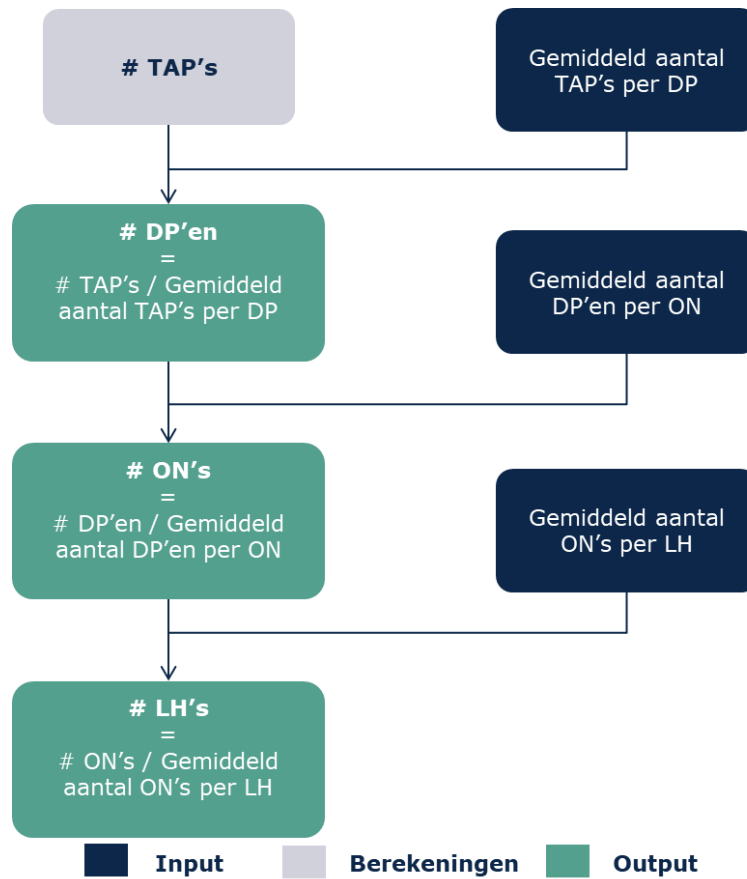 # TAP’s
Gemiddeld aantal
TAP’s per DP
# DP’en
=
# TAP’s / Gemiddeld
aantal TAP’s per DP
Gemiddeld aantal
DP’en per ON
# ON’s
=
# DP’en / Gemiddeld
aantal DP’en per ON
Gemiddeld aantal
ON’s per LH
# LH’s
=
# ON’s / Gemiddeld
aantal ON’s per LH
Input
Berekeningen
Output